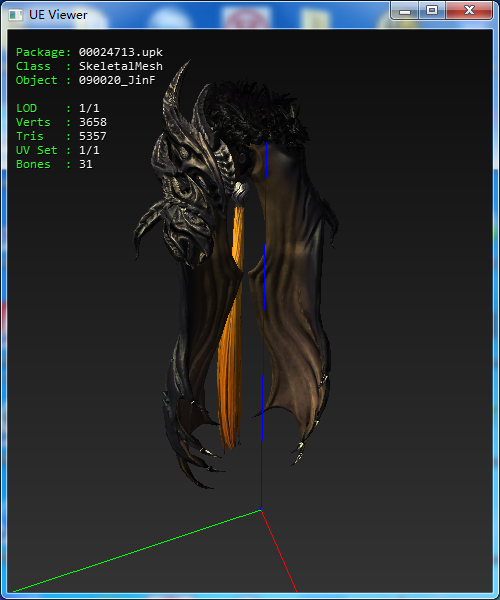 UE Viewer
Package: 00024713.upk
Class : SkeletalMesh
Object : 090020_JinF
LOD : 1/1
Verts : 3658
Tris : 5357
UV Set : 1/1
Bones : 31